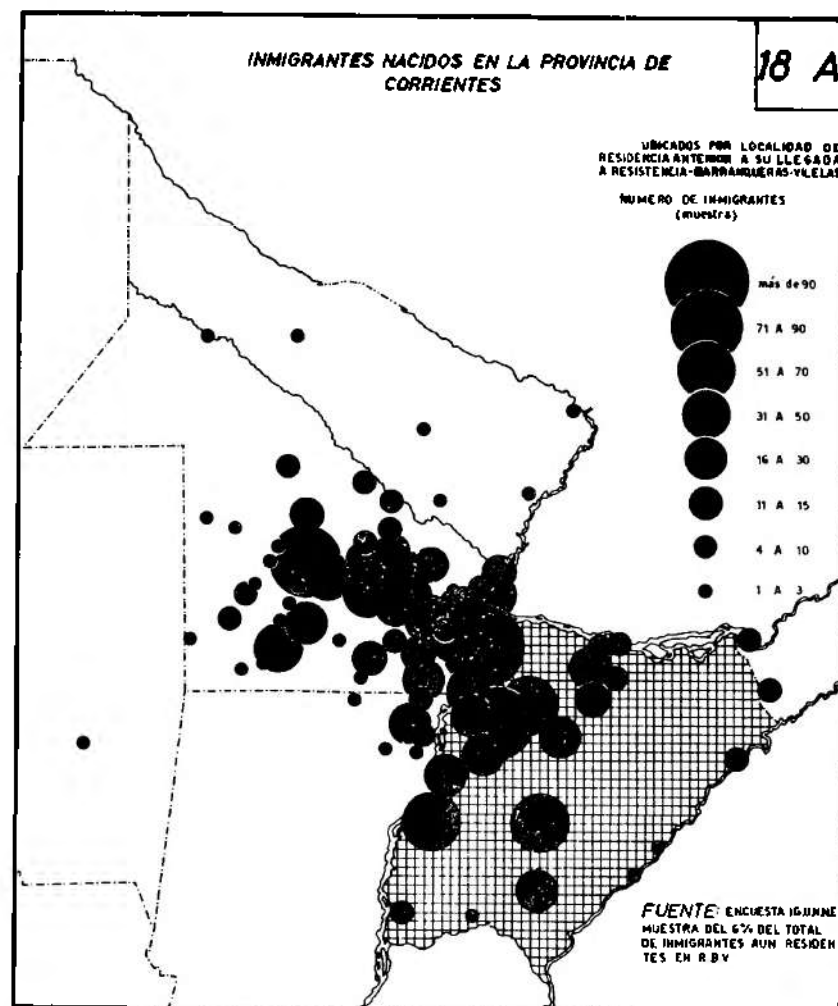 INMIGRANTES NACIDOS EN LA PROVINCIA DE
CORRIENTES
18 A
UBICADOS POR LOCALIDAD DE
RESIDENCIA ANTERIOR A SU LLEGADA
A RESISTENCIA-BARRANQUERAS-VILELAS
NUMERO DE INMIGRANTES
(muestra)
más de 90
71 A 90
51 A 70
31 A 50
16 A 30
11 A 15
4 A 10
1 A 3
FUENTE: ENCUESTA IG.UNNE
MUESTRA DEL 6% DEL TOTAL
DE INMIGRANTES AUN RESIDEN
TES EN R B V